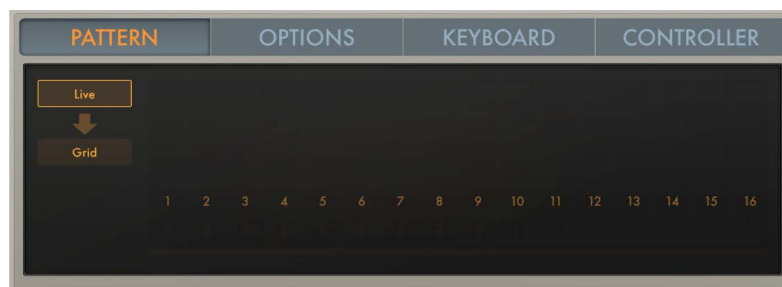 PATTERN OPTIONS KEYBOARD CONTROLLER
Live
Grid
1 2 3 4 5 6 7 8 9 10 11 12 13 14 15 16